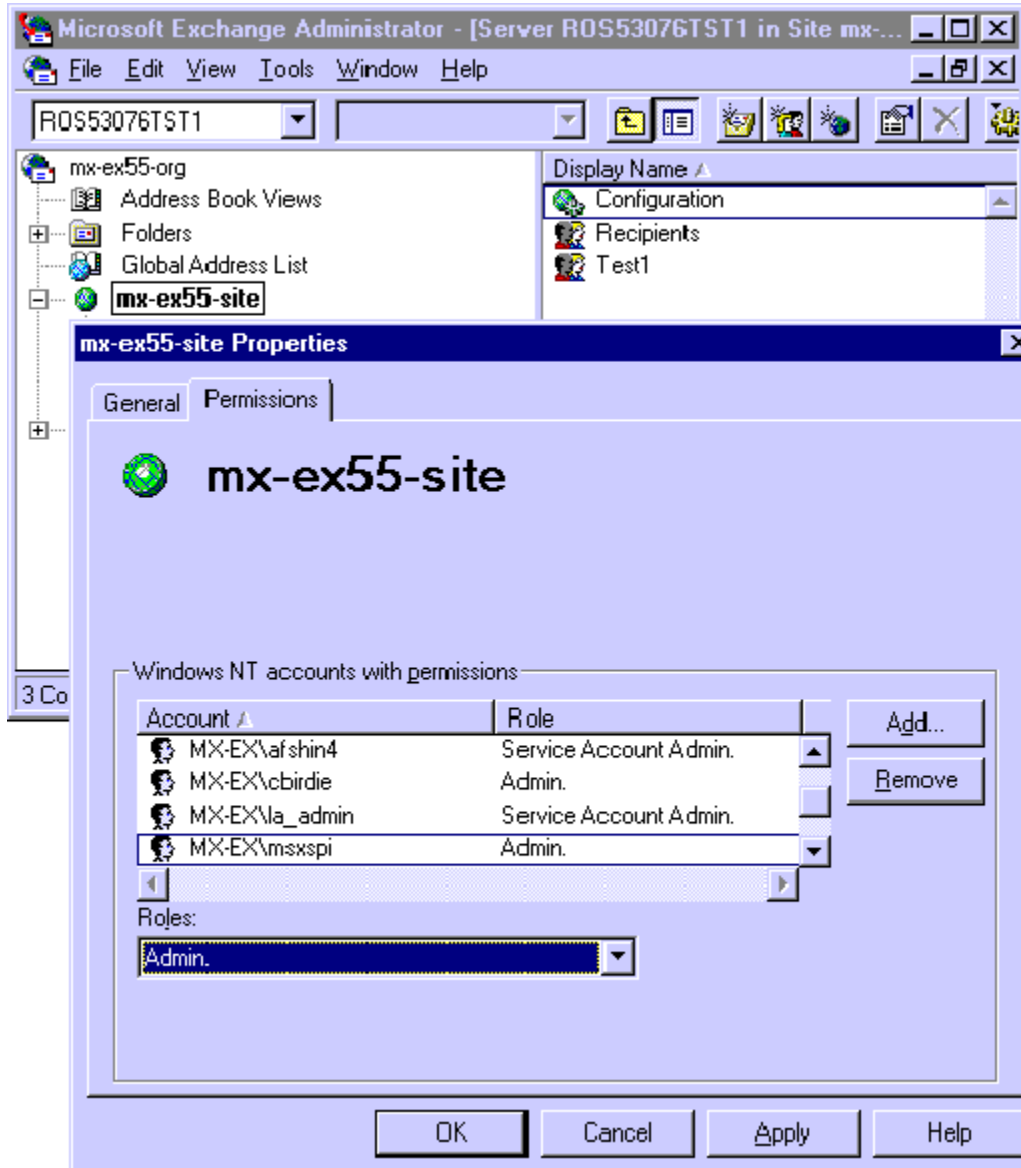 Microsoft Exchange Administrator - [Server ROS53076TST1 in Site mx-...
File Edit View Tools Window Help
ROS53076TST1
mx-ex55-org
Address Book Views
Folders
Global Address List
mx-ex55-site
Display Name
Configuration
Recipients
Test1
3 Co
mx-ex55-site Properties
General Permissions
mx-ex55-site
Windows NT accounts with permissions
Account Role
MX-EX\afshin4 Service Account Admin.
MX-EX\cbirdie Admin.
MX-EX\la_admin Service Account Admin.
MX-EX\msxspi Admin.
Add...
Remove
Roles:
Admin.
OK Cancel Apply Help